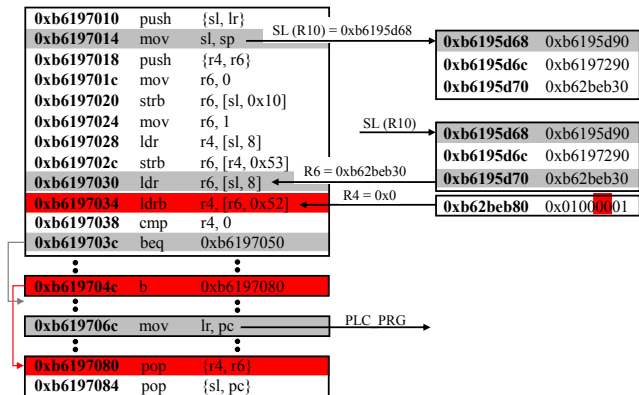 0xb6197010 push {sl, lr}
0xb6197014 mov sl, sp
0xb6197018 push {r4, r6}
0xb619701c mov r6, 0
0xb6197020 strb r6, [sl, 0x10]
0xb6197024 mov r6, 1
0xb6197028 ldr r4, [sl, 8]
0xb619702c strb r6, [r4, 0x53]
0xb6197030 ldr r6, [sl, 8]
0xb6197034 ldrb r4, [r6, 0x52]
0xb6197038 cmp r4, 0
0xb619703c beq 0xb6197050
0xb619704c b 0xb6197080
0xb619706c mov lr, pc
0xb6197080 pop {r4, r6}
0xb6197084 pop {sl, pc}
SL (R10) = 0xb6195d68
0xb6195d68 0xb6195d90
0xb6195d6c 0xb6197290
0xb6195d70 0xb62beb30
SL (R10)
0xb6195d68 0xb6195d90
0xb6195d6c 0xb6197290
R6 = 0xb62beb30
0xb6195d70 0xb62beb30
R4 = 0x0
0xb62beb80 0x01000001
PLC_PRG